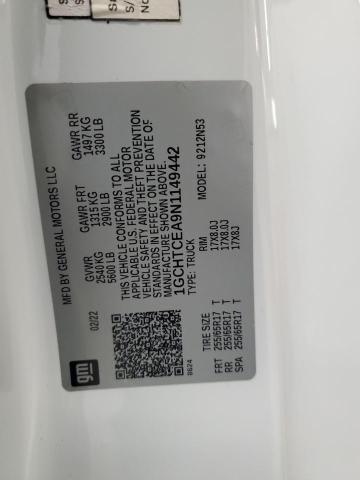 MFD BY GENERAL MOTORS LLC
02/22
GVWR
2540 KG
5600 LB
GAWR FRT
1315 KG
2900 LB
GAWR RR
1497 KG
3300 LB
THIS VEHICLE CONFORMS TO ALL
APPLICABLE U.S. FEDERAL MOTOR
VEHICLE SAFETY AND THEFT PREVENTION
STANDARDS IN EFFECT ON THE DATE OF
MANUFACTURE SHOWN ABOVE.
1GCHTCEA9N1149442
TYPE: TRUCK
MODEL: 9212N53
gm
8624
TIRE SIZE RIM
FRT 255/65R17 T 17X8.0J
RR 255/65R17 T 17X8.0J
SPA 255/65R17 T 17X8J